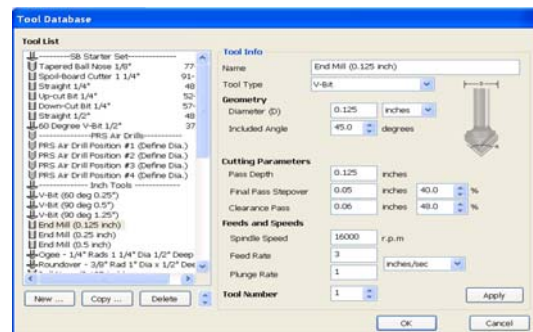 Tool Database
Tool List
----------SB Starter Set----------
Tapered Ball Nose 1/8" 77-
Spoil-Board Cutter 1 1/4" 91-
Straight 1/4" 48
Up-cut Bit 1/4" 52-
Down-Cut Bit 1/4" 57-
Straight 1/2" 48
60 Degree V-Bit 1/2" 37
----------PRS Air Drills----------
PRS Air Drill Position #1 (Define Dia.)
PRS Air Drill Position #2 (Define Dia.)
PRS Air Drill Position #3 (Define Dia.)
PRS Air Drill Position #4 (Define Dia.)
---------- Inch Tools ----------
V-Bit (60 deg 0.25")
V-Bit (90 deg 0.5")
V-Bit (90 deg 1.25")
End Mill (0.125 inch)
End Mill (0.25 inch)
End Mill (0.5 inch)
Ogee - 1/4" Rads 1 1/4" Dia 1/2" Deep
Roundover - 3/8" Rad 1" Dia x 1/2" Dee
New ... Copy ... Delete
Tool Info
Name End Mill (0.125 inch)
Tool Type V-Bit
Geometry
Diameter (D) 0.125 inches
Included Angle 45.0 degrees
Cutting Parameters
Pass Depth 0.125 inches
Final Pass Stepover 0.05 inches 40.0 %
Clearance Pass 0.06 inches 48.0 %
Feeds and Speeds
Spindle Speed 16000 r.p.m
Feed Rate 3 inches/sec
Plunge Rate 1
Tool Number 1 Apply
OK Cancel